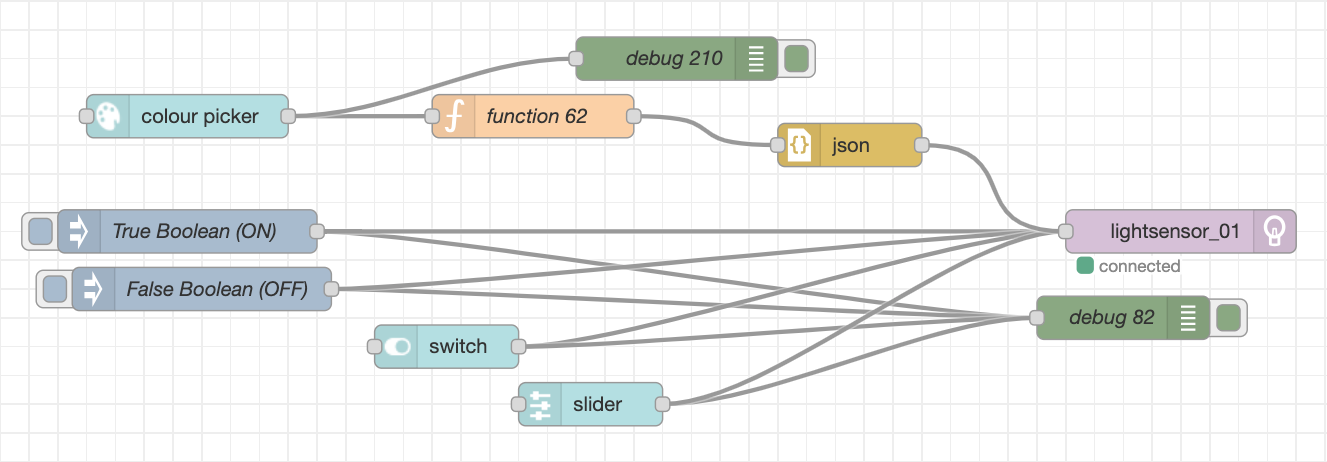 debug 210
colour picker
function 62
json
True Boolean (ON)
lightsensor_01
connected
False Boolean (OFF)
debug 82
switch
slider